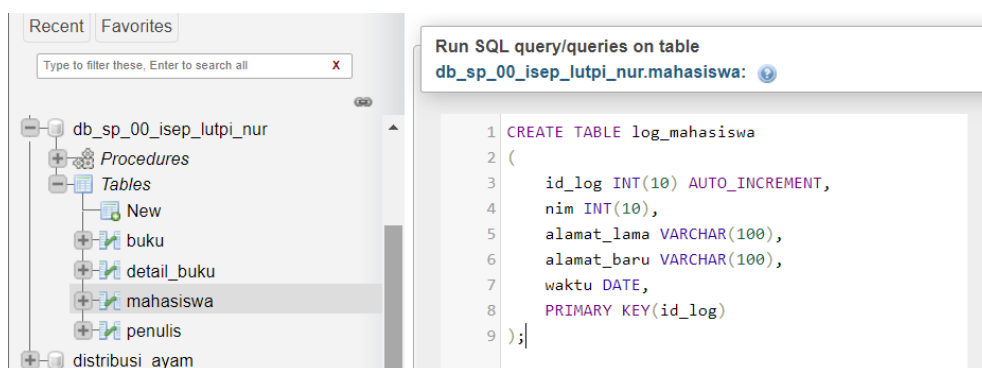 Recent Favorites
Type to filter these, Enter to search all X
db_sp_00_isep_lutpi_nur
Procedures
Tables
New
buku
detail_buku
mahasiswa
penulis
distribusi_ayam
Run SQL query/queries on table
db_sp_00_isep_lutpi_nur.mahasiswa:
1 CREATE TABLE log_mahasiswa
2 (
3 id_log INT(10) AUTO_INCREMENT,
4 nim INT(10),
5 alamat_lama VARCHAR(100),
6 alamat_baru VARCHAR(100),
7 waktu DATE,
8 PRIMARY KEY(id_log)
9 );